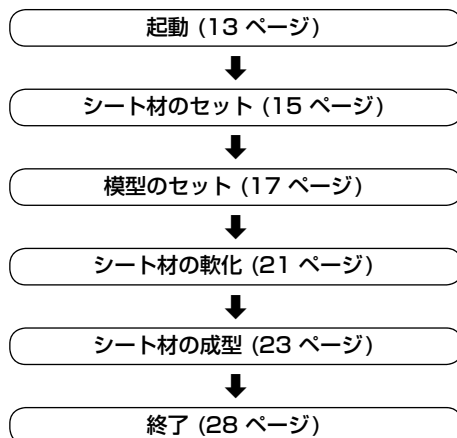 起動 (13 ページ)
シート材のセット (15 ページ)
模型のセット (17 ページ)
シート材の軟化 (21 ページ)
シート材の成型 (23 ページ)
終了 (28 ページ)